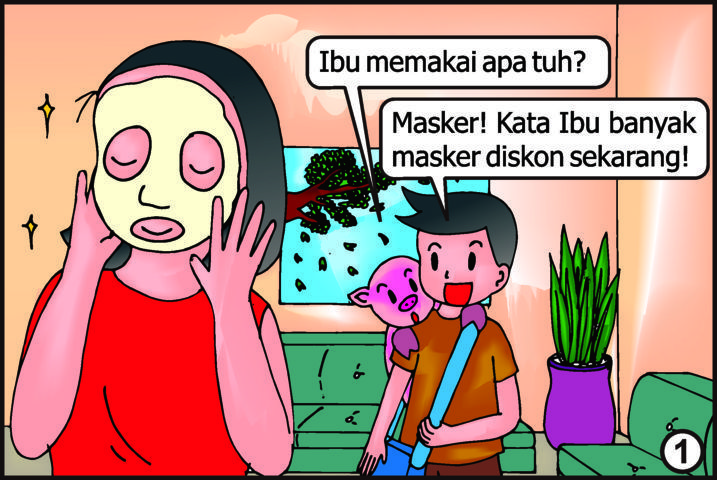 Ibu memakai apa tuh?
Masker! Kata Ibu banyak
masker diskon sekarang!
1